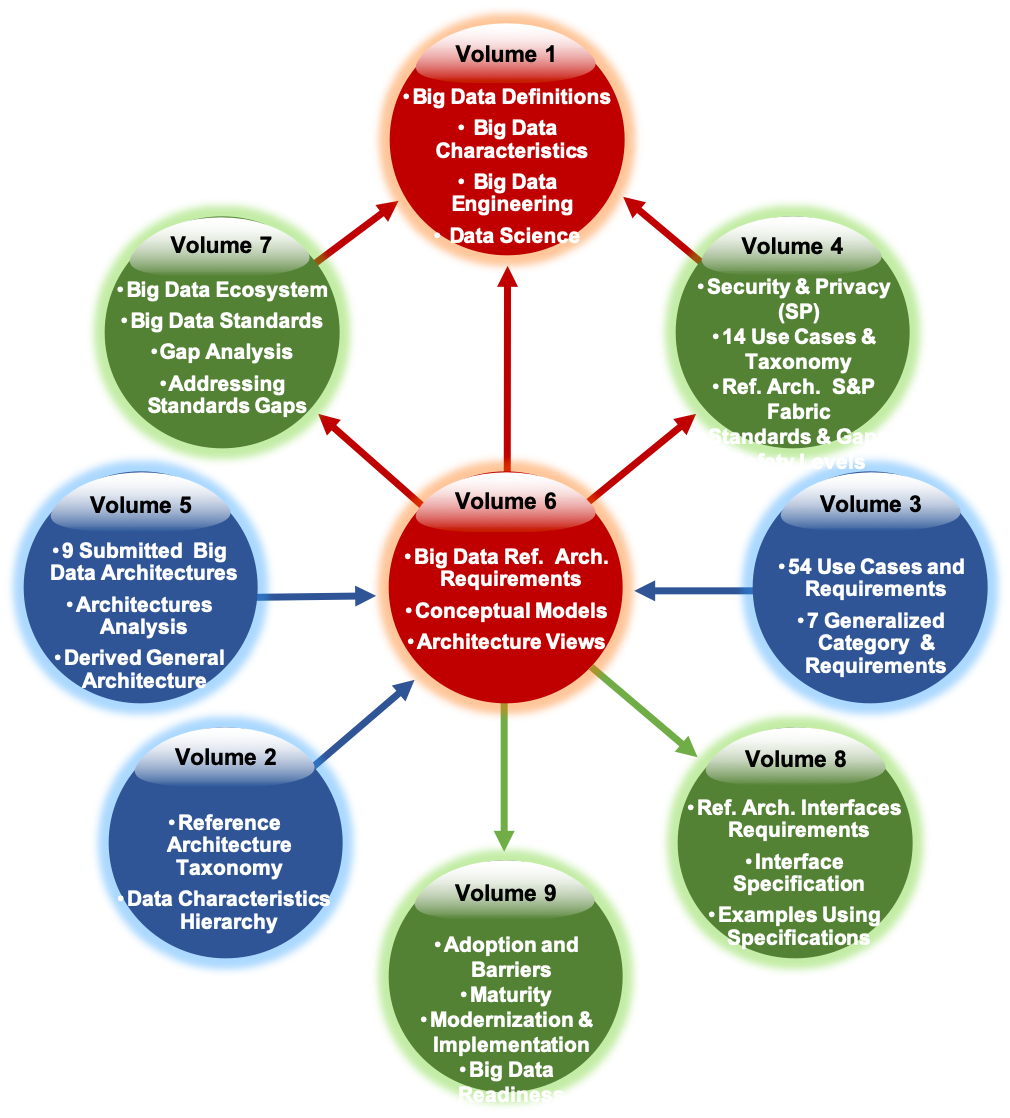 Volume 1
• Big Data Definitions
• Big Data
Characteristics
• Big Data
Engineering
• Data Science
Volume 7
• Big Data Ecosystem
• Big Data Standards
• Gap Analysis
• Addressing
Standards Gaps
Volume 4
• Security & Privacy
(SP)
• 14 Use Cases &
Taxonomy
• Ref. Arch. S&P
Fabric
Standards & Gap
Levels
Volume 5
• 9 Submitted Big
Data Architectures
• Architectures
Analysis
• Derived General
Architecture
Volume 6
• Big Data Ref. Arch.
Requirements
• Conceptual Models
• Architecture Views
Volume 3
• 54 Use Cases and
Requirements
• 7 Generalized
Category &
Requirements
Volume 2
• Reference
Architecture
Taxonomy
• Data Characteristics
Hierarchy
Volume 8
• Ref. Arch. Interfaces
Requirements
• Interface
Specification
• Examples Using
Specifications
Volume 9
• Adoption and
Barriers
• Maturity
• Modernization &
Implementation
• Big Data
Readiness